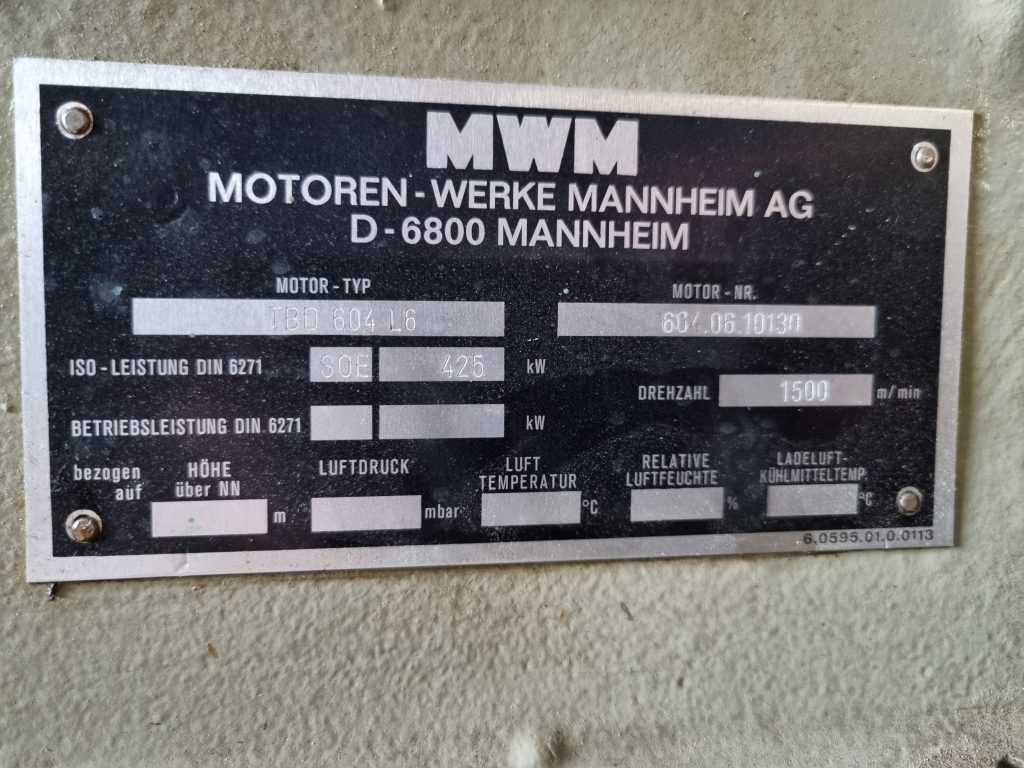 MWM
MOTOREN-WERKE MANNHEIM AG
D-6800 MANNHEIM
MOTOR-TYP
TBD 604 L6
MOTOR-NR.
604.06.10130
ISO-LEISTUNG DIN 6271
SOE
425
kW
DREHZAHL
1500
m/min
BETRIEBSLEISTUNG DIN 6271
kW
bezogen
auf
HÖHE
über NN
m
LUFTDRUCK
mbar
LUFT
TEMPERATUR
°C
RELATIVE
LUFTFEUCHTE
%
LADELUFT-
KÜHLMITTELTEMP.
°C
6.0595.01.0.0113